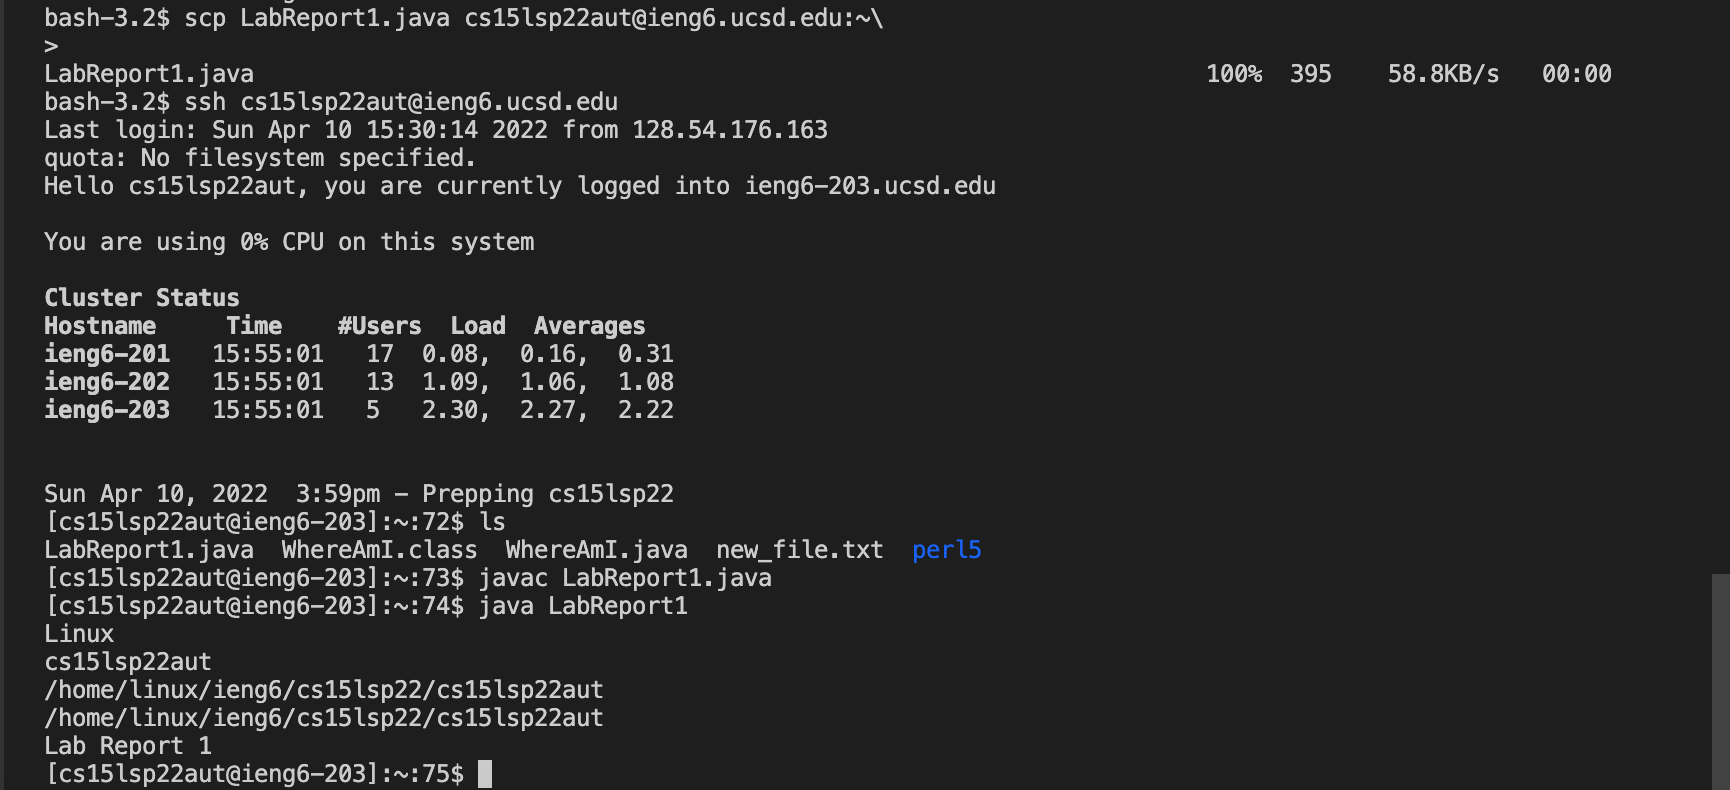 bash-3.2$ scp LabReport1.java cs15lsp22aut@ieng6.ucsd.edu:~\
>
LabReport1.java 100% 395 58.8KB/s 00:00
bash-3.2$ ssh cs15lsp22aut@ieng6.ucsd.edu
Last login: Sun Apr 10 15:30:14 2022 from 128.54.176.163
quota: No filesystem specified.
Hello cs15lsp22aut, you are currently logged into ieng6-203.ucsd.edu
You are using 0% CPU on this system
Cluster Status
Hostname Time #Users Load Averages
ieng6-201 15:55:01 17 0.08, 0.16, 0.31
ieng6-202 15:55:01 13 1.09, 1.06, 1.08
ieng6-203 15:55:01 5 2.30, 2.27, 2.22
Sun Apr 10, 2022 3:59pm - Prepping cs15lsp22
[cs15lsp22aut@ieng6-203]:~:72$ ls
LabReport1.java WhereAmI.class WhereAmI.java new_file.txt perl5
[cs15lsp22aut@ieng6-203]:~:73$ javac LabReport1.java
[cs15lsp22aut@ieng6-203]:~:74$ java LabReport1
Linux
cs15lsp22aut
/home/linux/ieng6/cs15lsp22/cs15lsp22aut
/home/linux/ieng6/cs15lsp22/cs15lsp22aut
Lab Report 1
[cs15lsp22aut@ieng6-203]:~:75$